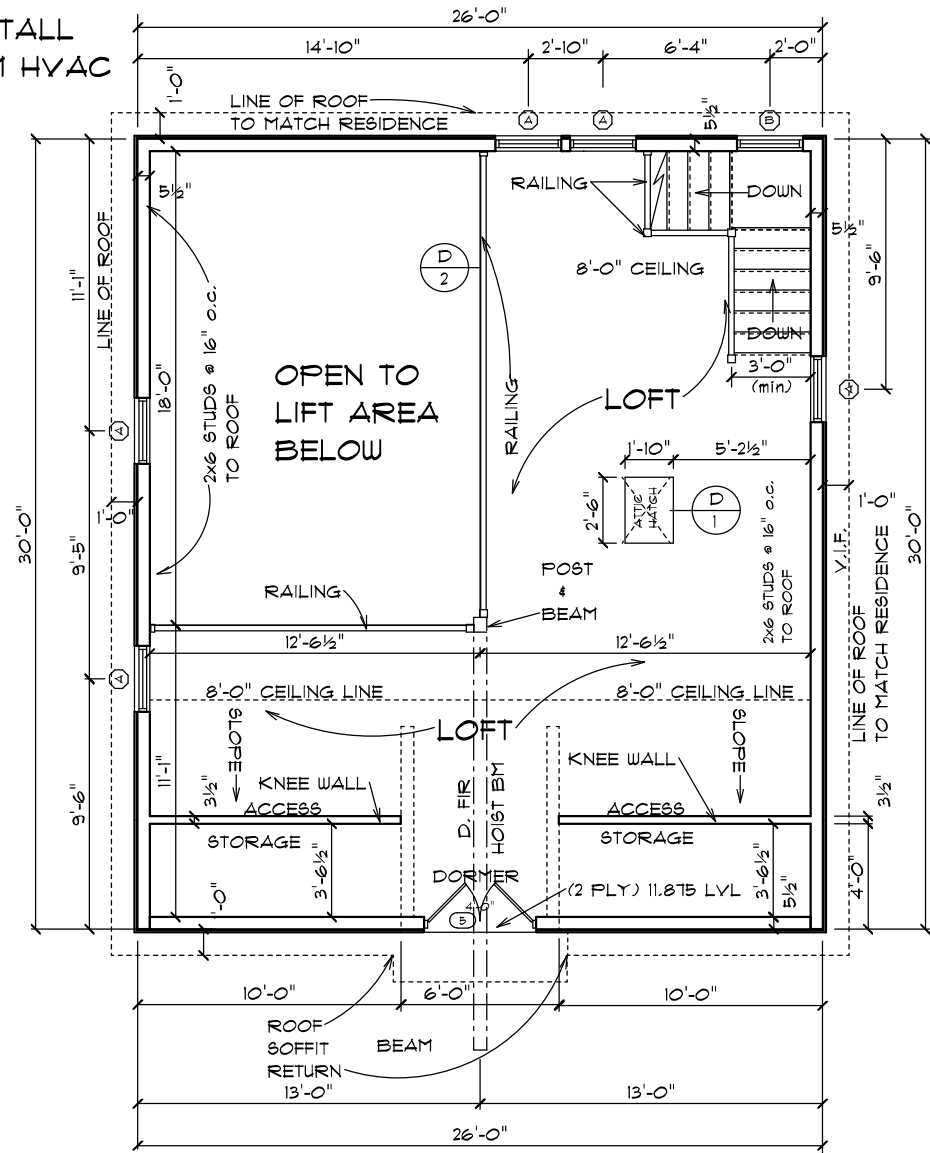 TALL
HVAC
26'-0"
14'-10"
2'-10"
6'-4"
2'-0"
1'-0"
LINE OF ROOF
TO MATCH RESIDENCE
A
A
B
5½"
RAILING
DOWN
5½"
5½"
LINE OF ROOF
11'-1"
D
2
8'-0" CEILING
9'-6"
DOWN
3'-0"
(min)
2x6 STUDS @ 16" o.c.
TO ROOF
18'-0"
OPEN TO
LIFT AREA
BELOW
RAILING
LOFT
A
A
1'-10"
5'-2½"
2'-6"
ATTIC
HATCH
D
1
2x6 STUDS @ 16" o.c.
TO ROOF
1'-0"
1'-0"
V.I.F.
30'-0"
30'-0"
9'-5"
POST
&
BEAM
RAILING
12'-6½"
12'-6½"
LINE OF ROOF
TO MATCH RESIDENCE
A
8'-0" CEILING LINE
8'-0" CEILING LINE
LOFT
SLOPE
SLOPE
11'-1"
3½"
KNEE WALL
KNEE WALL
D. FIR
HOIST BM
3½"
ACCESS
ACCESS
9'-6"
STORAGE
STORAGE
3'-6½"
3'-6½"
5½"
4'-0"
DORMER
(2 PLY) 11.875 LVL
4'-0"
5
'-0"
10'-0"
6'-0"
10'-0"
ROOF
SOFFIT
RETURN
BEAM
13'-0"
13'-0"
26'-0"